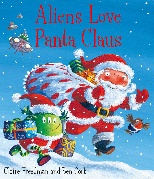 Aliens Love
Panta Claus
Claire Freedman and Ben Cort